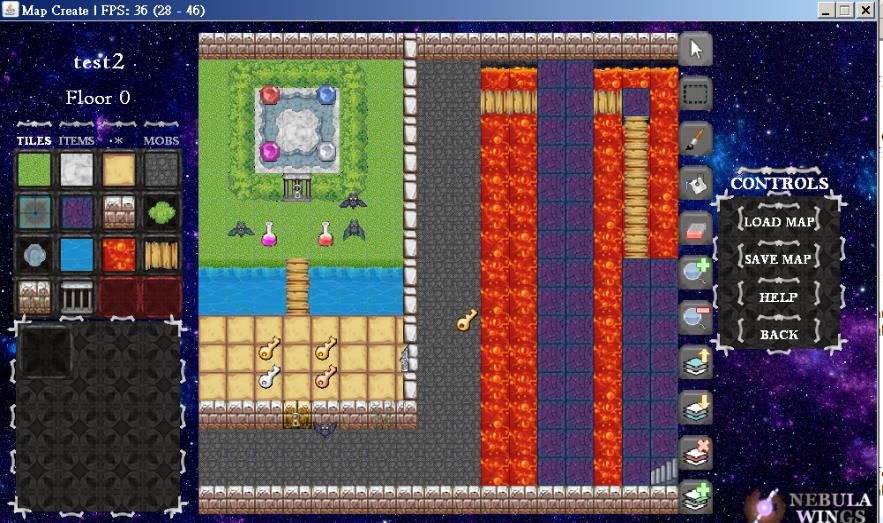 Map Create | FPS: 36 (28 - 46)
test2
Floor 0
TILES ITEMS .* MOBS
CONTROLS
LOAD MAP
SAVE MAP
HELP
BACK
NEBULA
WINGS